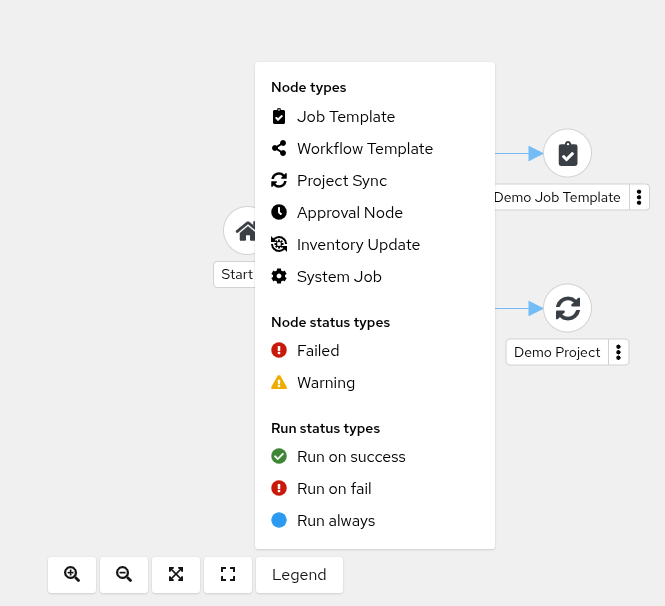 Node types
Job Template
Workflow Template
Project Sync
Approval Node
Inventory Update
System Job
Node status types
Failed
Warning
Run status types
Run on success
Run on fail
Run always
Start
Demo Job Template
Demo Project
Legend